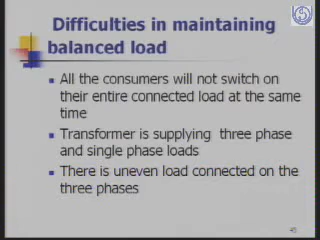 Difficulties in maintaining
balanced load
All the consumers will not switch on
their entire connected load at the same
time
Transformer is supplying three phase
and single phase loads
There is uneven load connected on the
three phases
45